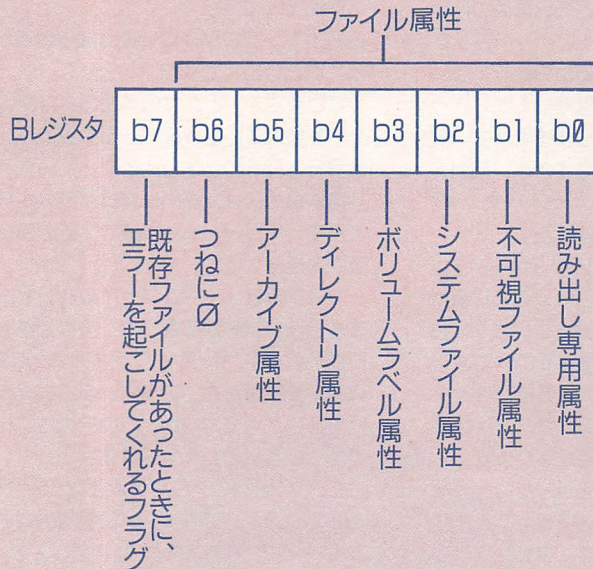 ファイル属性
Bレジスタ b7 b6 b5 b4 b3 b2 b1 b0
既存ファイルがあったときに、
エラーを起こしてくれるフラグ
つねに0
アーカイブ属性
ディレクトリ属性
ボリュームラベル属性
システムファイル属性
不可視ファイル属性
読み出し専用属性